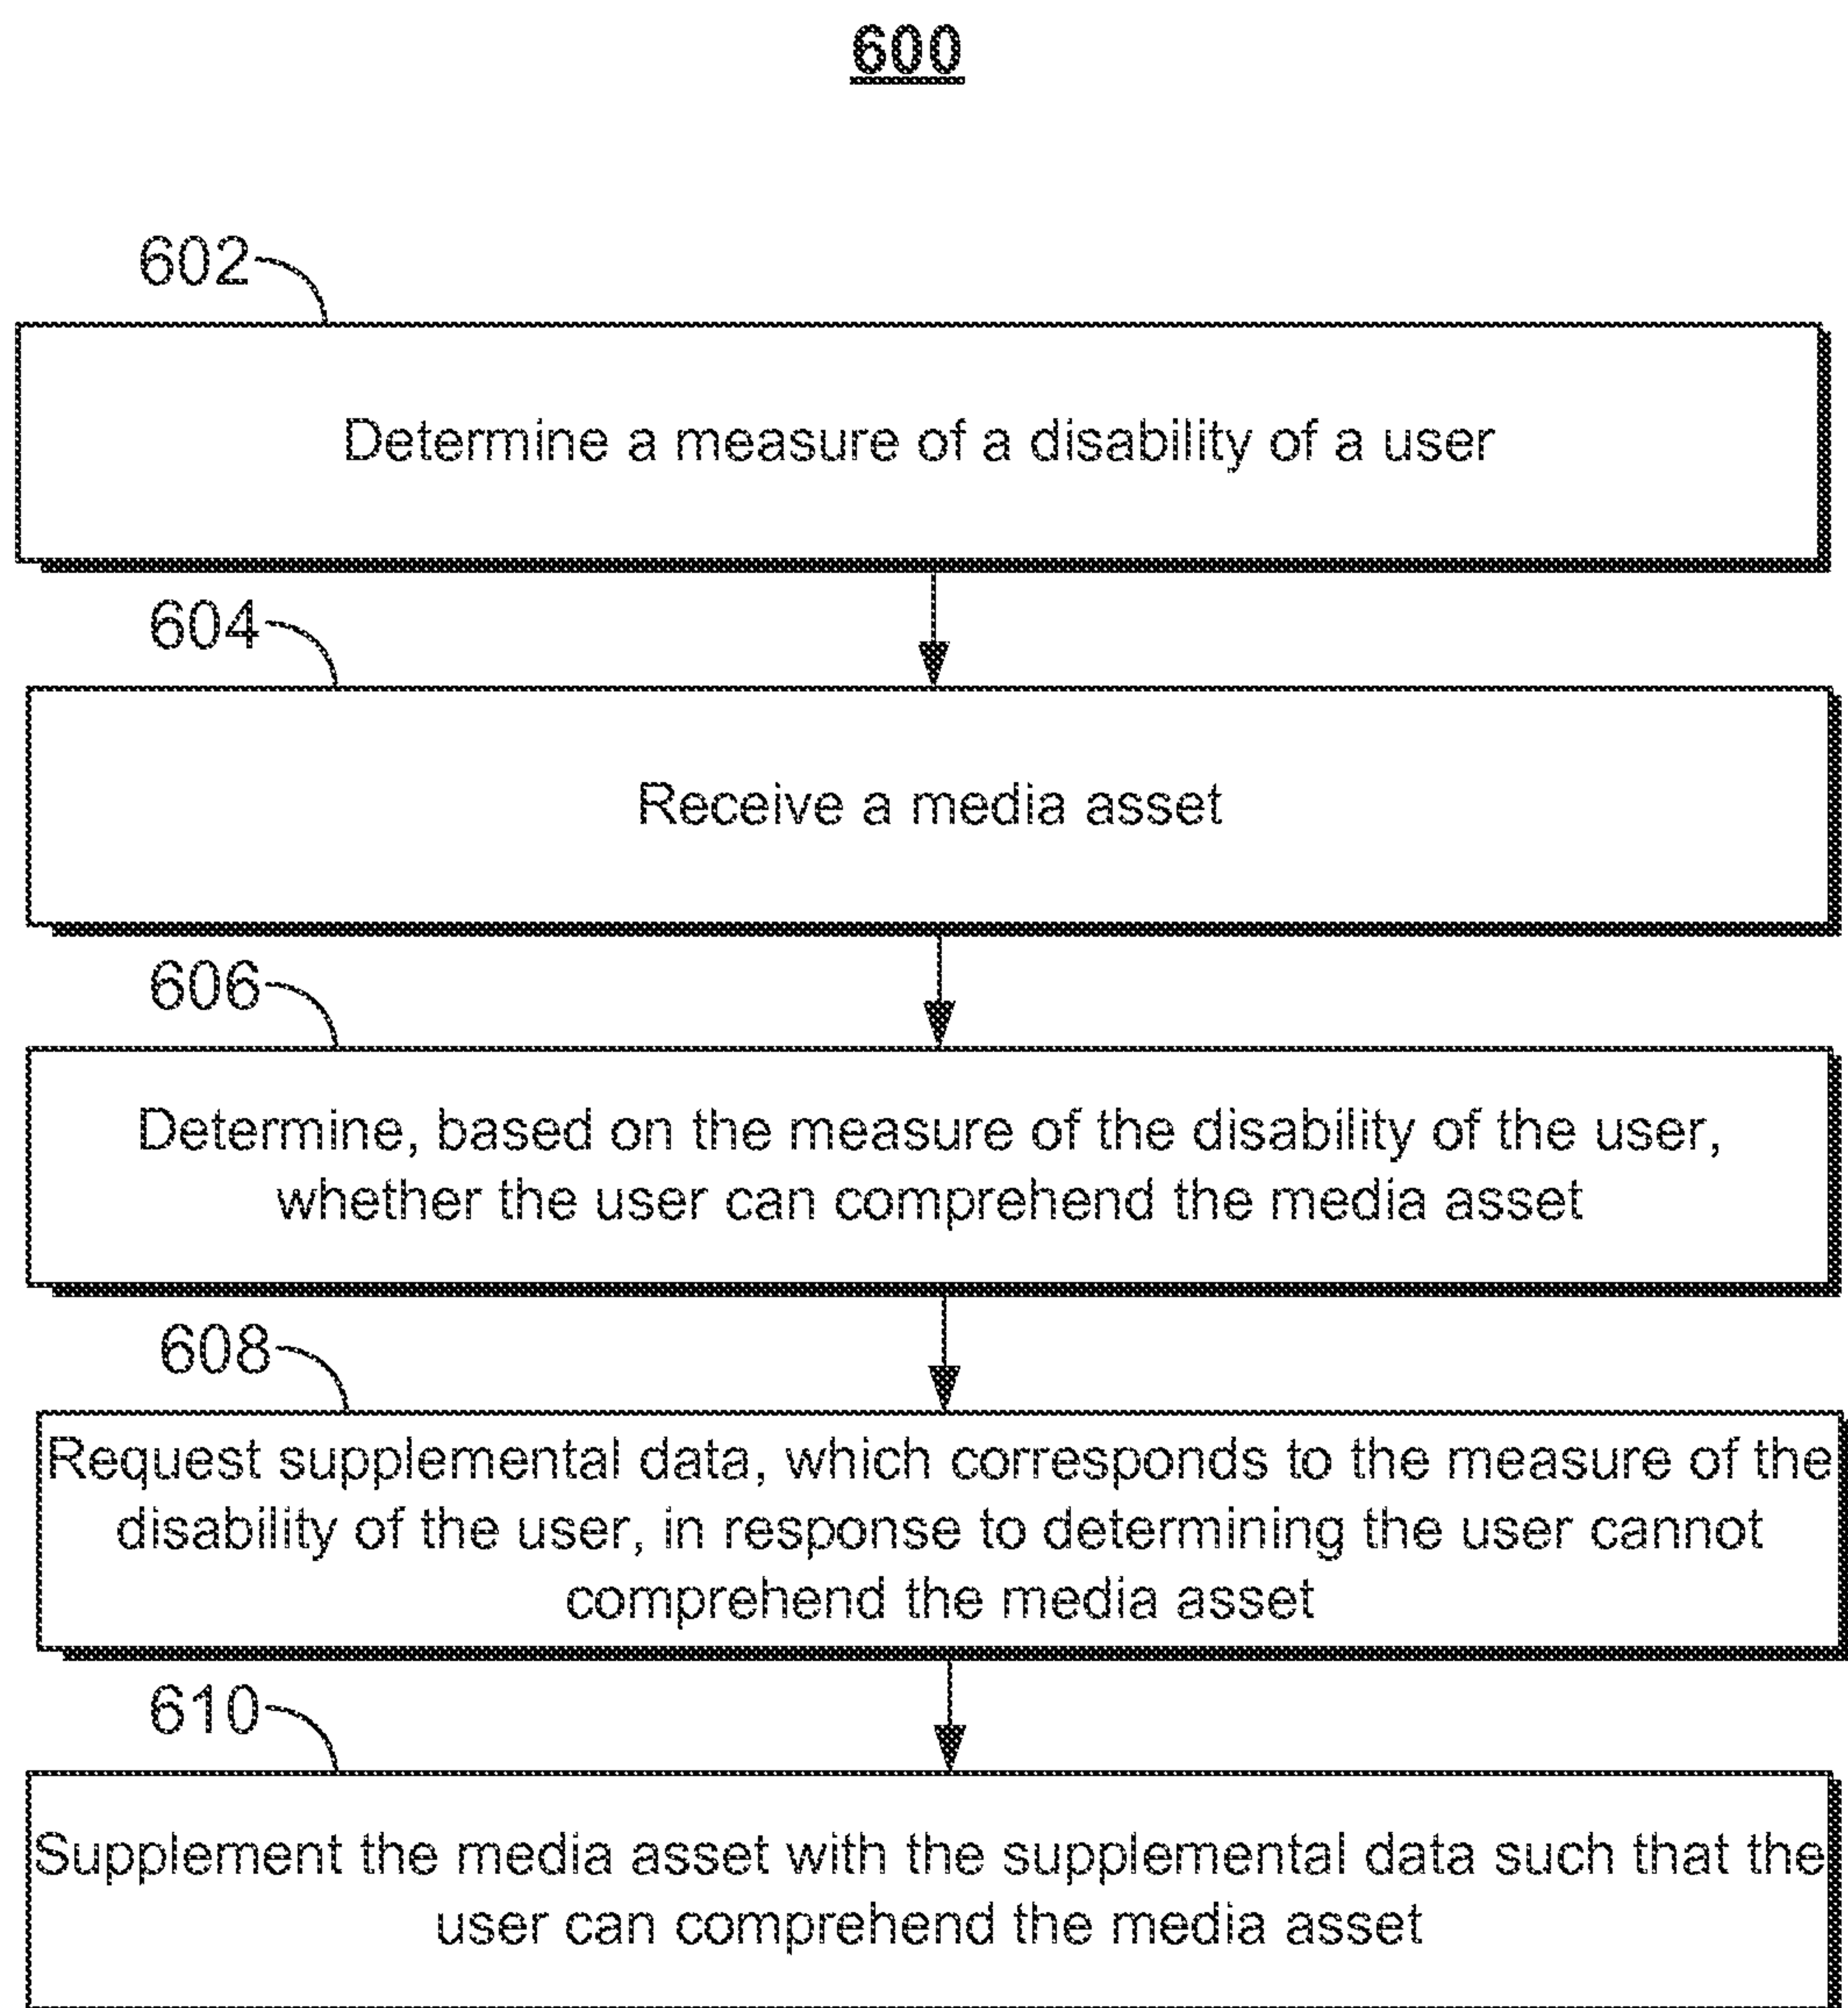 600
602
Determine a measure of a disability of a user
604
Receive a media asset
606
Determine, based on the measure of the disability of the user,
whether the user can comprehend the media asset
608
Request supplemental data, which corresponds to the measure of the
disability of the user, in response to determining the user cannot
comprehend the media asset
610
Supplement the media asset with the supplemental data such that the
user can comprehend the media asset